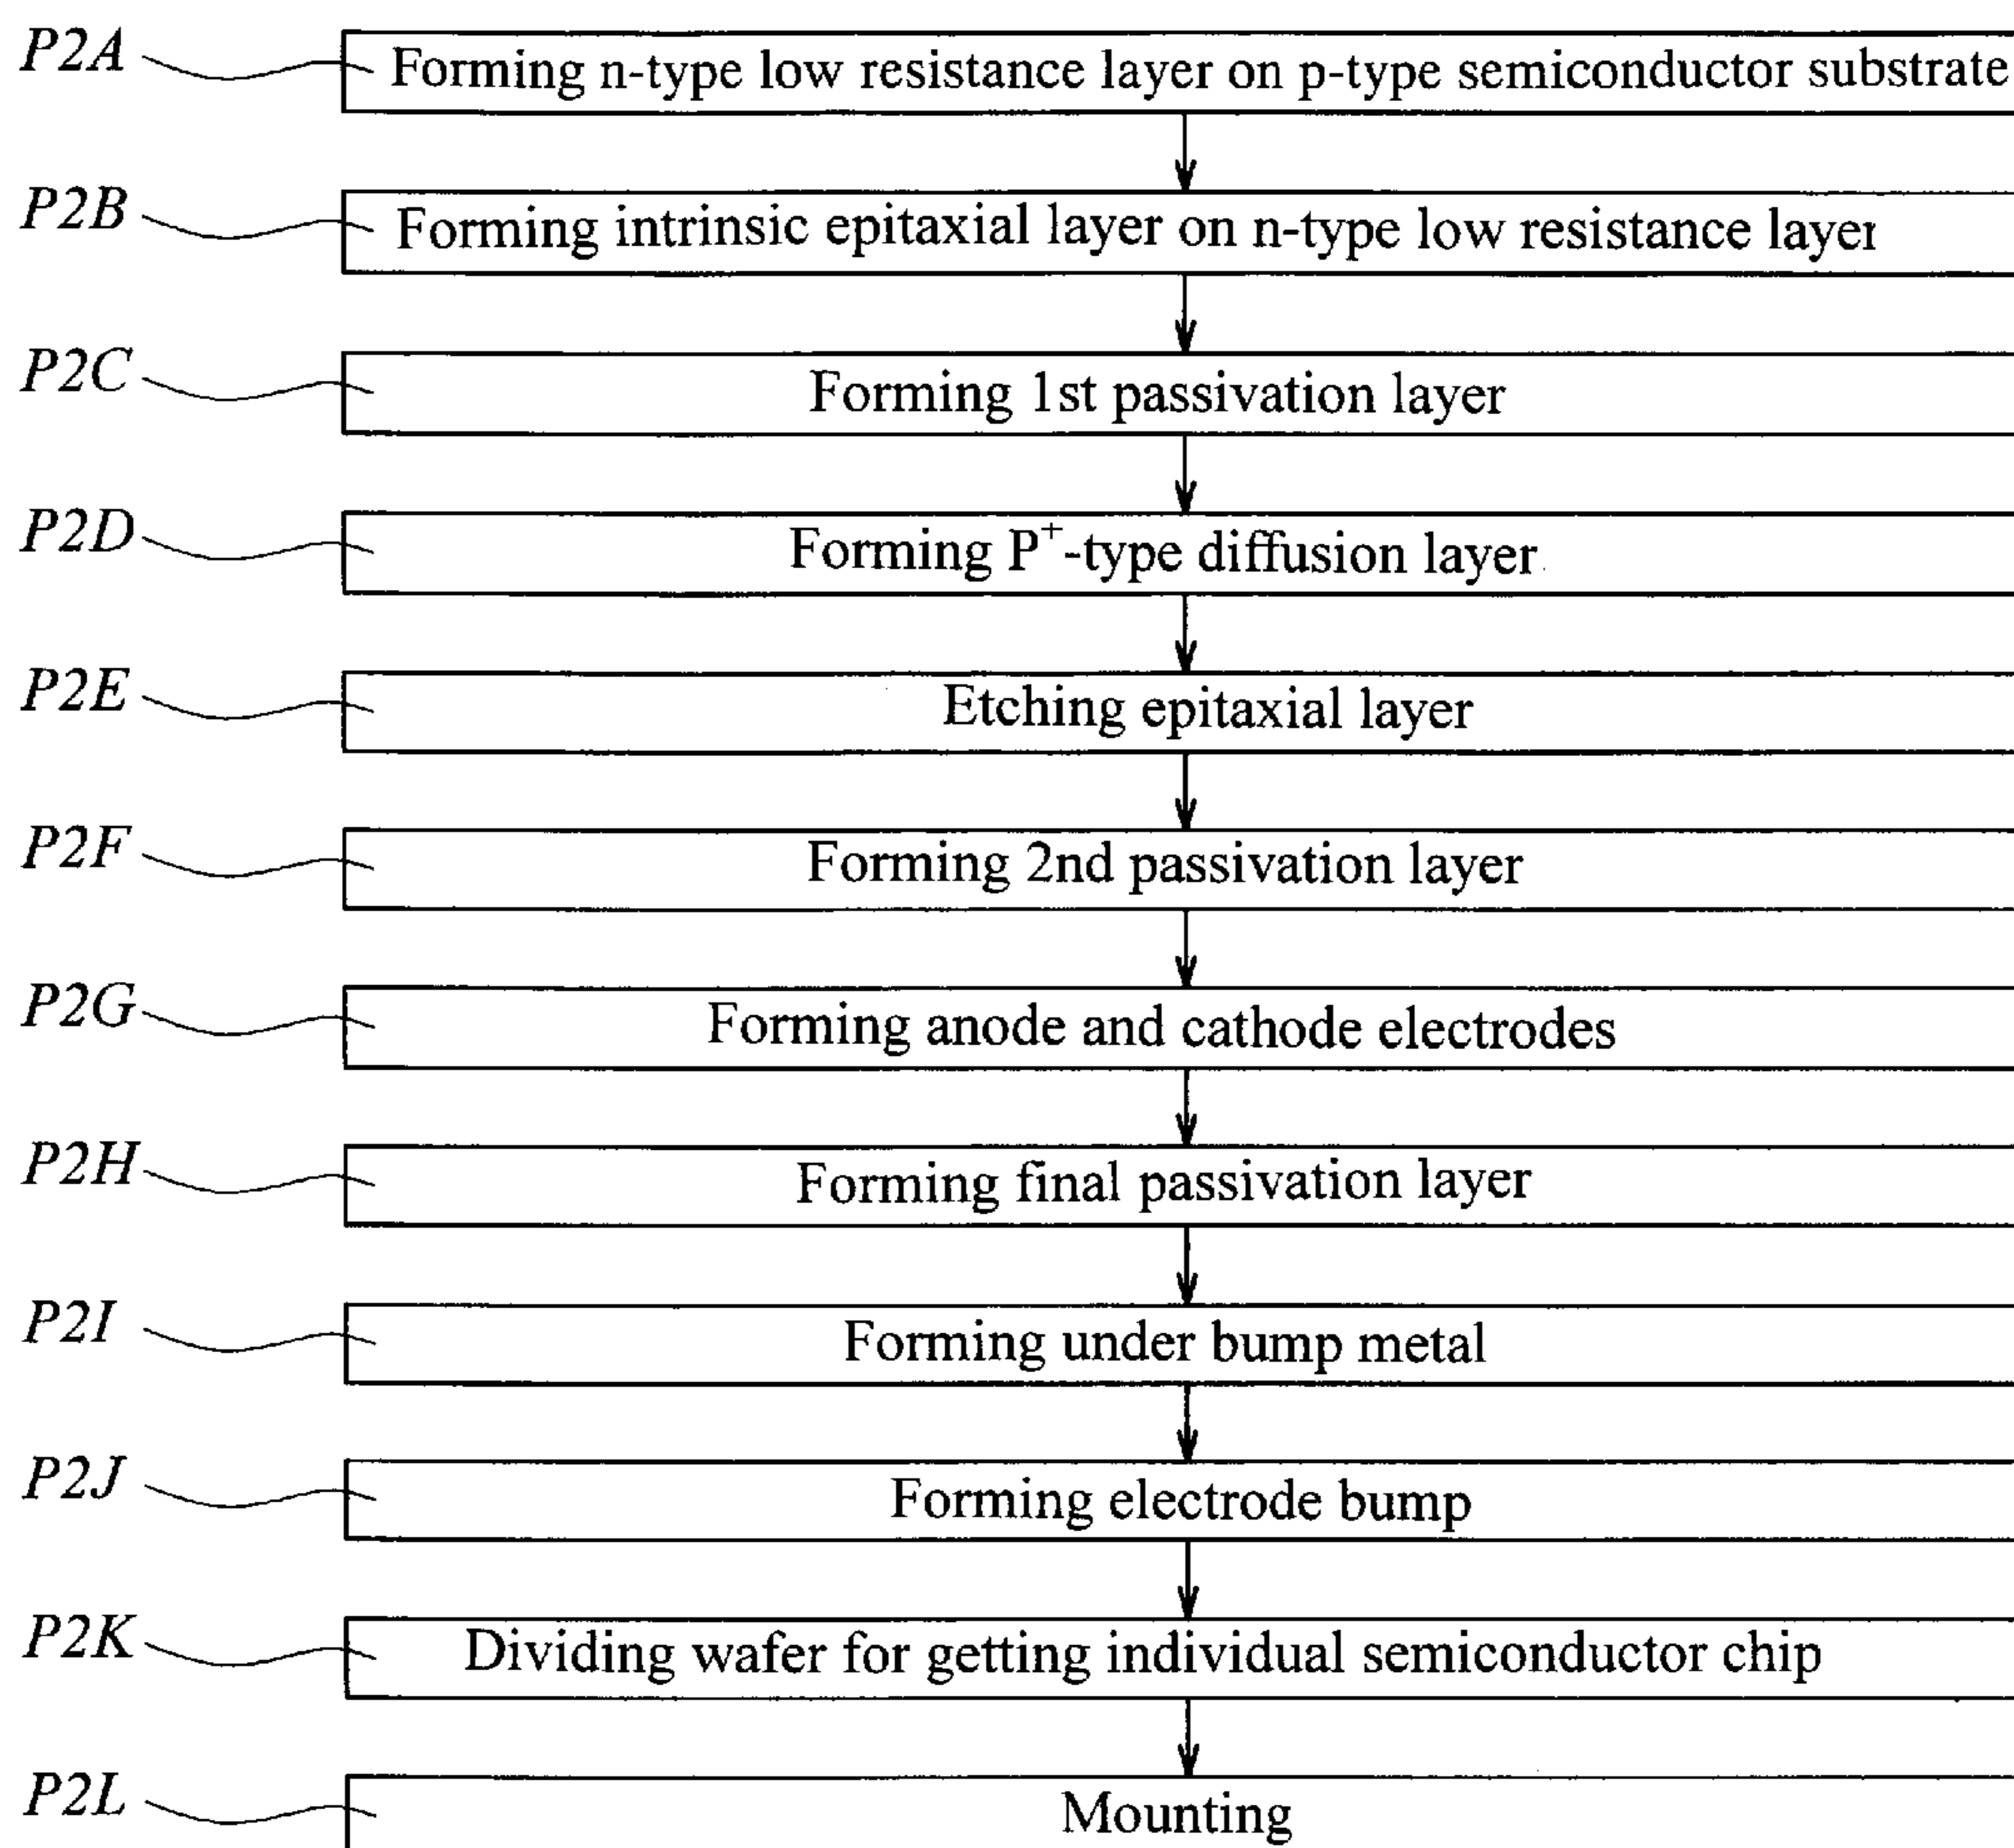 P2A Forming n-type low resistance layer on p-type semiconductor substrate
P2B Forming intrinsic epitaxial layer on n-type low resistance layer
P2C Forming 1st passivation layer
P2D Forming P⁺-type diffusion layer
P2E Etching epitaxial layer
P2F Forming 2nd passivation layer
P2G Forming anode and cathode electrodes
P2H Forming final passivation layer
P2I Forming under bump metal
P2J Forming electrode bump
P2K Dividing wafer for getting individual semiconductor chip
P2L Mounting